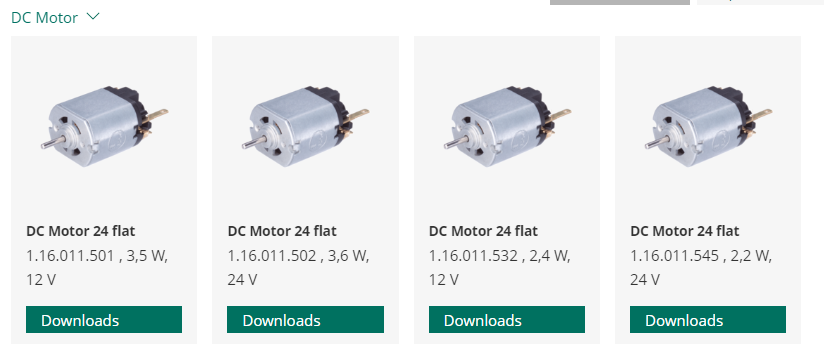 DC Motor
DC Motor 24 flat
1.16.011.501 , 3,5 W,
12 V
Downloads
DC Motor 24 flat
1.16.011.502 , 3,6 W,
24 V
Downloads
DC Motor 24 flat
1.16.011.532 , 2,4 W,
12 V
Downloads
DC Motor 24 flat
1.16.011.545 , 2,2 W,
24 V
Downloads